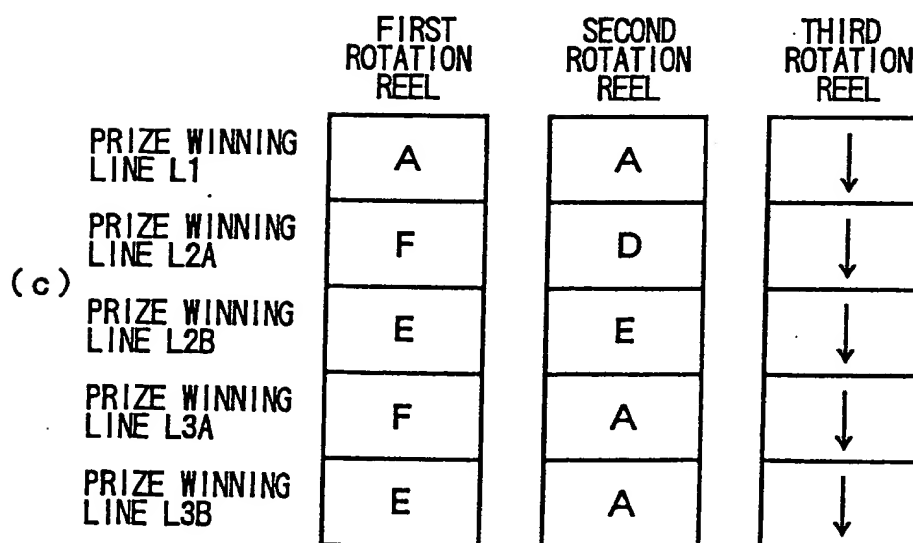 FIRST ROTATION REEL
SECOND ROTATION REEL
THIRD ROTATION REEL
(c)
PRIZE WINNING
LINE L1
A
A
↓
PRIZE WINNING
LINE L2A
F
D
↓
PRIZE WINNING
LINE L2B
E
E
↓
PRIZE WINNING
LINE L3A
F
A
↓
PRIZE WINNING
LINE L3B
E
A
↓